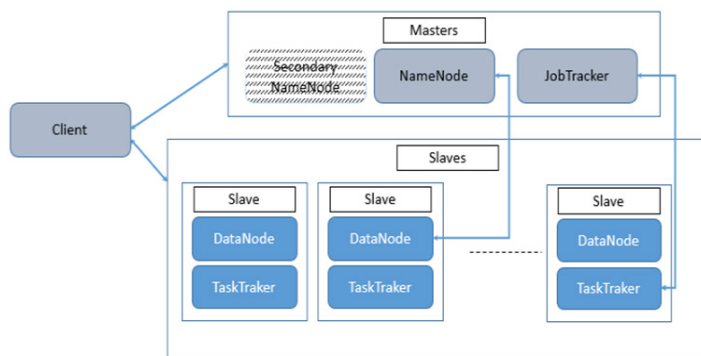 Masters
Secondary
NameNode
NameNode
JobTracker
Client
Slaves
Slave
Slave
Slave
DataNode
DataNode
DataNode
TaskTraker
TaskTraker
TaskTraker